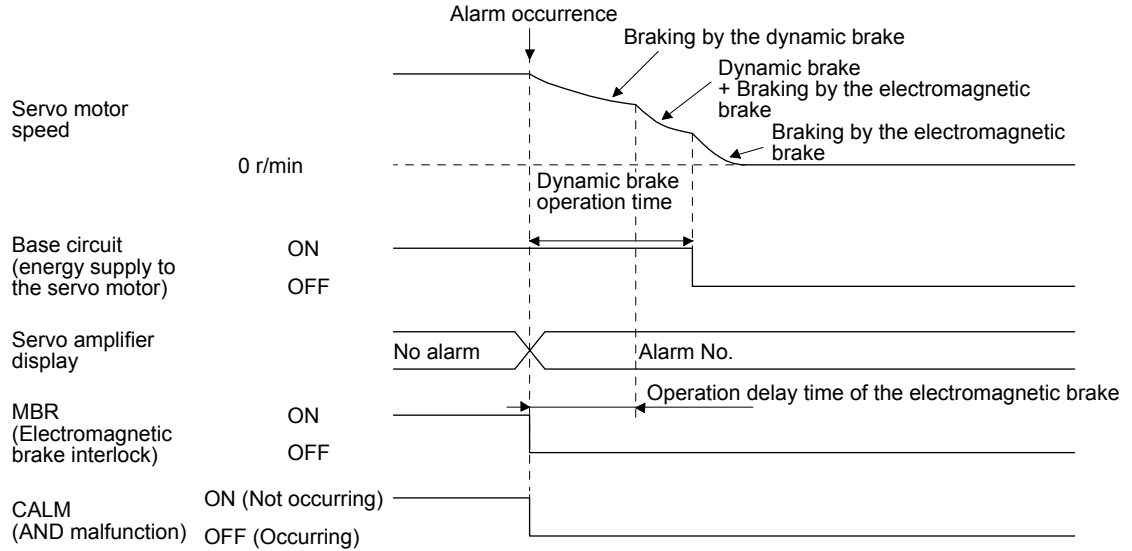 Alarm occurrence
Braking by the dynamic brake
Dynamic brake
+ Braking by the electromagnetic
brake
Braking by the electromagnetic
brake
Servo motor
speed
0 r/min
Dynamic brake
operation time
Base circuit
(energy supply to
the servo motor)
ON
OFF
Servo amplifier
display
No alarm
Alarm No.
Operation delay time of the electromagnetic brake
MBR
(Electromagnetic
brake interlock)
ON
OFF
CALM
(AND malfunction)
ON (Not occurring)
OFF (Occurring)